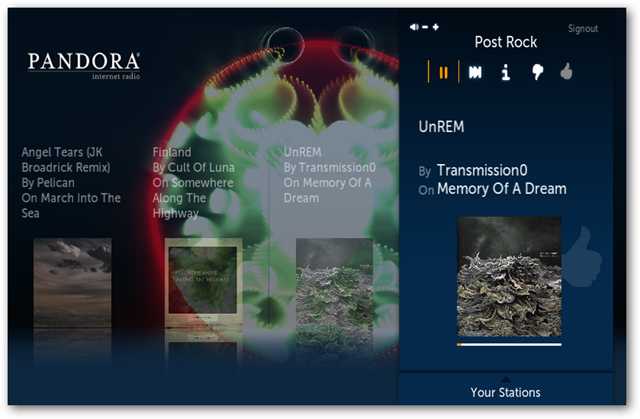 PANDORA®
internet radio
Angel Tears (JK
Broadrick Remix)
By Pelican
On March Into The
Sea
Finland
By Cult Of Luna
On Somewhere
Along The
Highway
UnREM
By Transmission0
On Memory Of A
Dream
Signout
Post Rock
UnREM
By Transmission0
On Memory Of A Dream
Your Stations